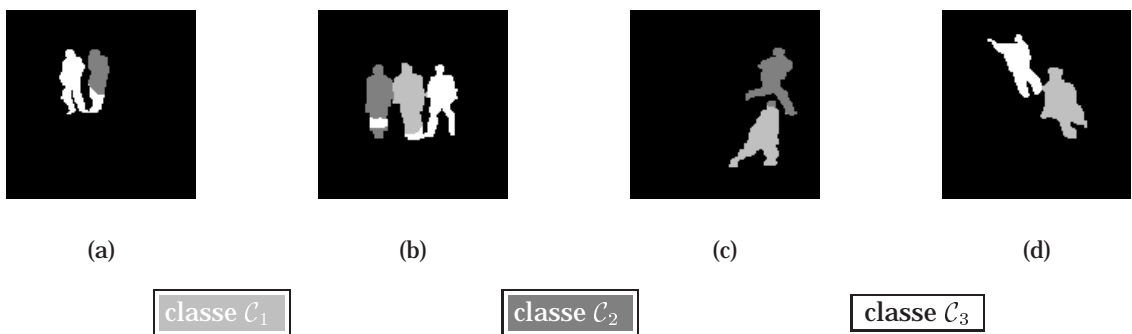 (a) (b) (c) (d)
classe C₁ classe C₂ classe C₃